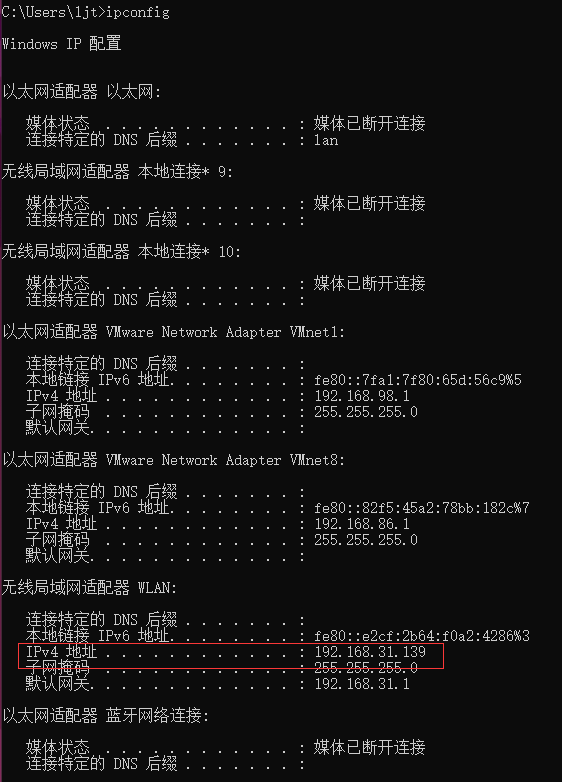 C:\Users\ljt>ipconfig
Windows IP 配置
以太网适配器 以太网:
媒体状态 . . . . . . . . . . . . : 媒体已断开连接
连接特定的 DNS 后缀 . . . . . . . : lan
无线局域网适配器 本地连接* 9:
媒体状态 . . . . . . . . . . . . : 媒体已断开连接
连接特定的 DNS 后缀 . . . . . . . :
无线局域网适配器 本地连接* 10:
媒体状态 . . . . . . . . . . . . : 媒体已断开连接
连接特定的 DNS 后缀 . . . . . . . :
以太网适配器 VMware Network Adapter VMnet1:
连接特定的 DNS 后缀 . . . . . . . :
本地链接 IPv6 地址. . . . . . . . : fe80::7fa1:7f80:65d:56c9%5
IPv4 地址 . . . . . . . . . . . . : 192.168.98.1
子网掩码 . . . . . . . . . . . . : 255.255.255.0
默认网关. . . . . . . . . . . . . :
以太网适配器 VMware Network Adapter VMnet8:
连接特定的 DNS 后缀 . . . . . . . :
本地链接 IPv6 地址. . . . . . . . : fe80::82f5:45a2:78bb:182c%7
IPv4 地址 . . . . . . . . . . . . : 192.168.86.1
子网掩码 . . . . . . . . . . . . : 255.255.255.0
默认网关. . . . . . . . . . . . . :
无线局域网适配器 WLAN:
连接特定的 DNS 后缀 . . . . . . . :
本地链接 IPv6 地址. . . . . . . . : fe80::e2cf:2b64:f0a2:4286%3
IPv4 地址 . . . . . . . . . . . . : 192.168.31.139
子网掩码 . . . . . . . . . . . . : 255.255.255.0
默认网关. . . . . . . . . . . . . : 192.168.31.1
以太网适配器 蓝牙网络连接:
媒体状态 . . . . . . . . . . . . : 媒体已断开连接
连接特定的 DNS 后缀 . . . . . . . :